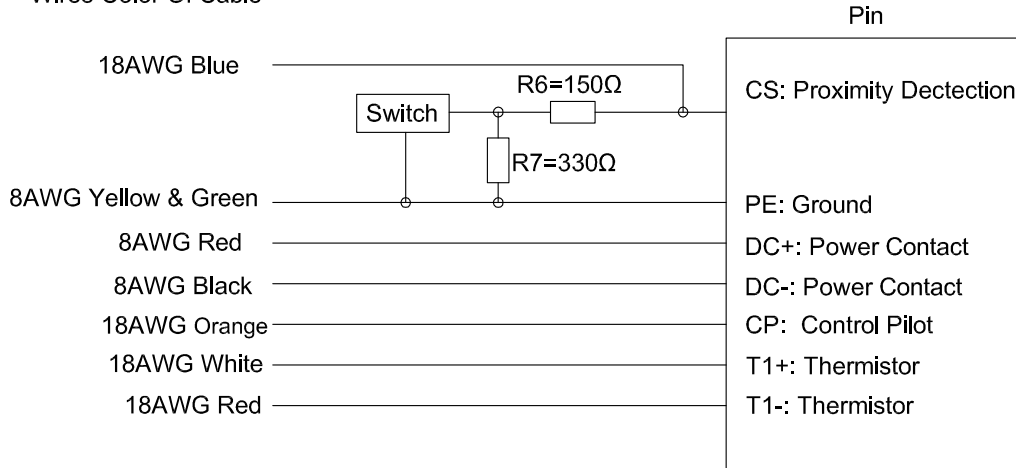 Wires Color Of Cable
Pin
18AWG Blue
R6=150Ω
CS: Proximity Dectection
Switch
R7=330Ω
8AWG Yellow & Green
PE: Ground
8AWG Red
DC+: Power Contact
8AWG Black
DC-: Power Contact
18AWG Orange
CP: Control Pilot
18AWG White
T1+: Thermistor
18AWG Red
T1-: Thermistor